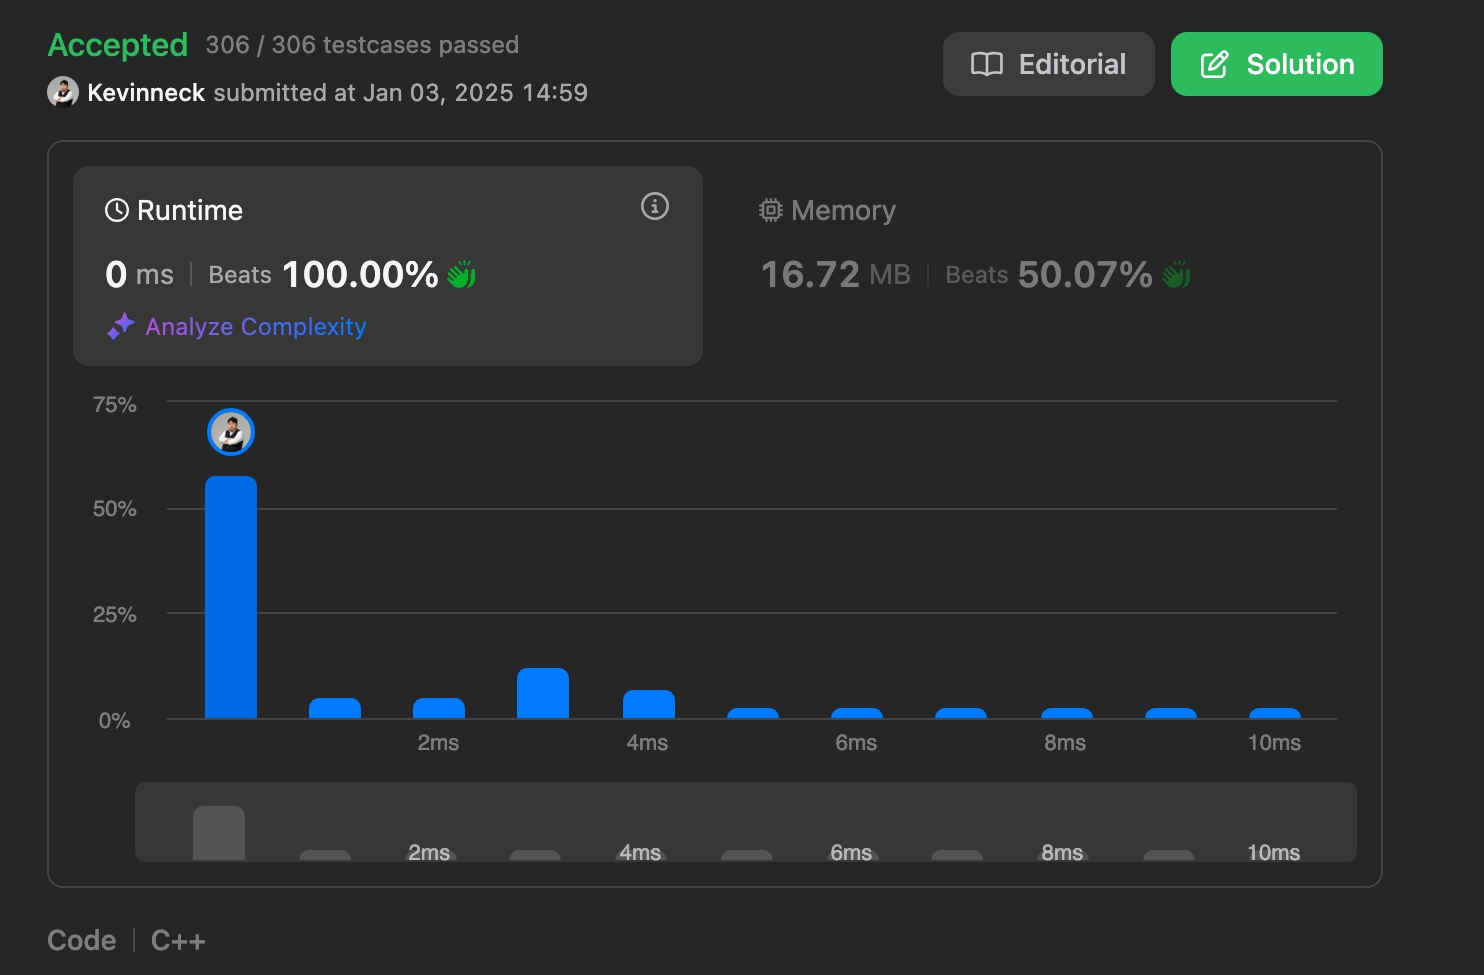 Accepted 306 / 306 testcases passed
Kevinneck submitted at Jan 03, 2025 14:59
Editorial
Solution
Runtime
0 ms | Beats 100.00%
Analyze Complexity
Memory
16.72 MB | Beats 50.07%
75%
50%
25%
0%
2ms 4ms 6ms 8ms 10ms
2ms 4ms 6ms 8ms 10ms
Code | C++